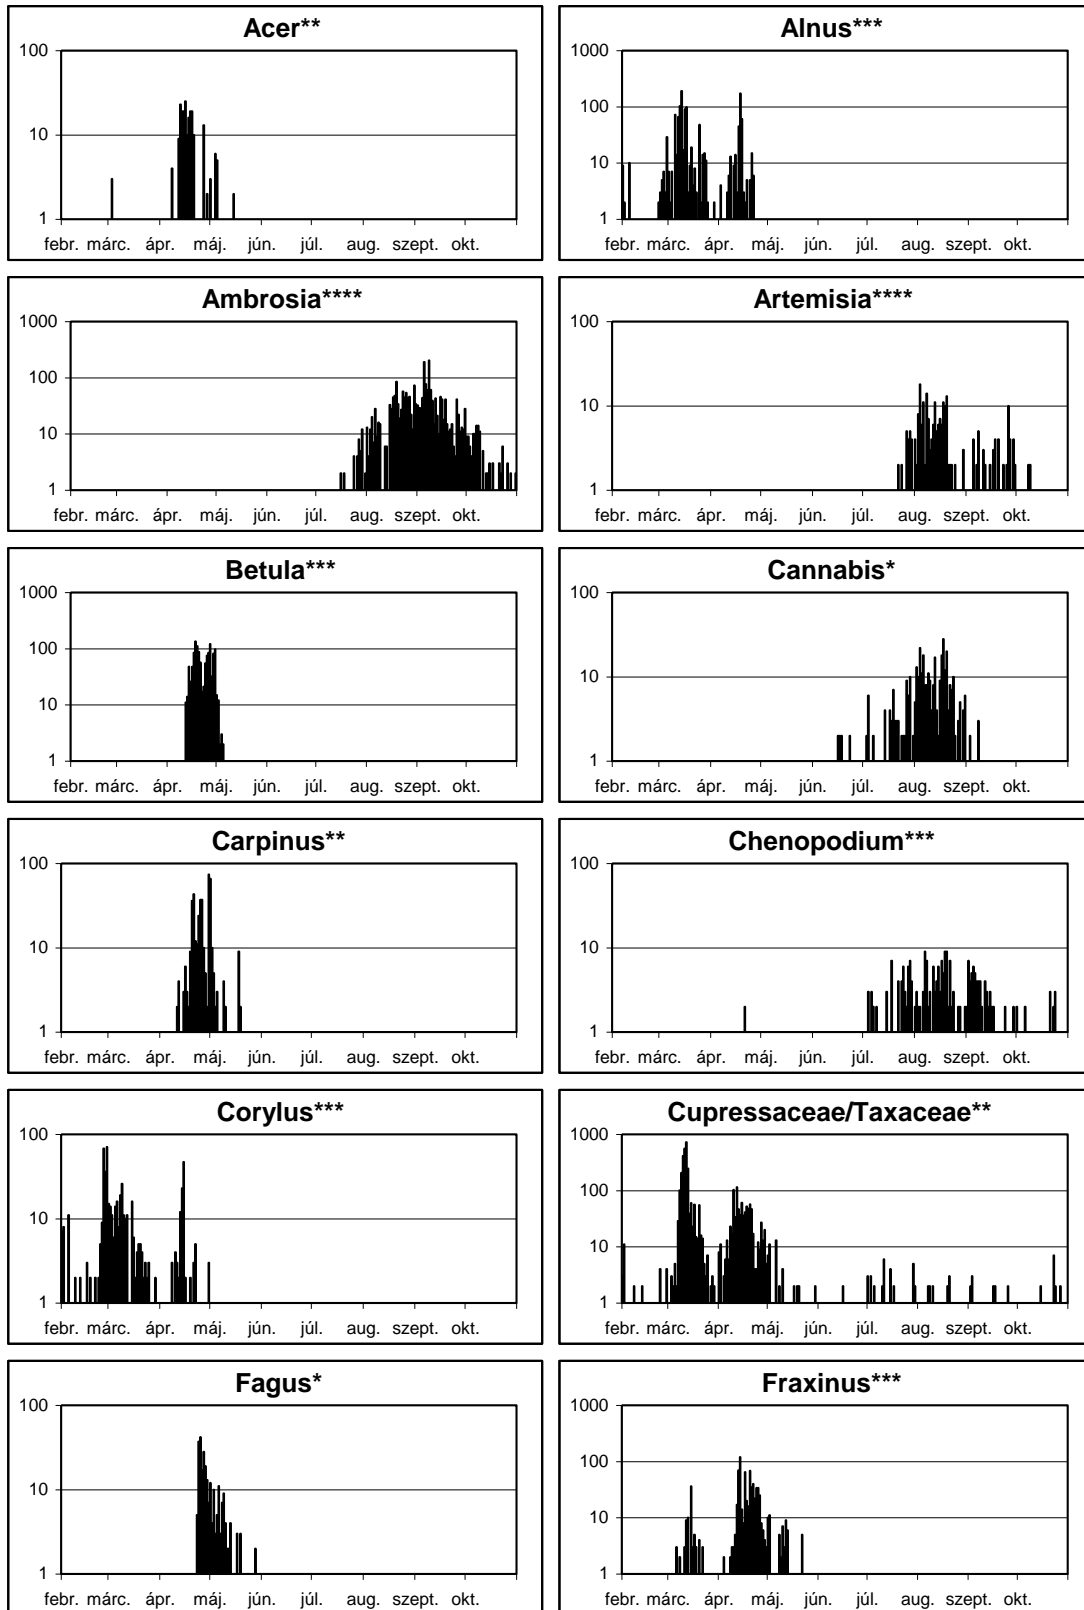 Acer**
100
10
1
febr. márc. ápr. máj. jún. júl. aug. szept. okt.
Alnus***
1000
100
10
1
febr. márc. ápr. máj. jún. júl. aug. szept. okt.
Ambrosia****
1000
100
10
1
febr. márc. ápr. máj. jún. júl. aug. szept. okt.
Artemisia****
100
10
1
febr. márc. ápr. máj. jún. júl. aug. szept. okt.
Betula***
1000
100
10
1
febr. márc. ápr. máj. jún. júl. aug. szept. okt.
Cannabis*
100
10
1
febr. márc. ápr. máj. jún. júl. aug. szept. okt.
Carpinus**
100
10
1
febr. márc. ápr. máj. jún. júl. aug. szept. okt.
Chenopodium***
100
10
1
febr. márc. ápr. máj. jún. júl. aug. szept. okt.
Corylus***
100
10
1
febr. márc. ápr. máj. jún. júl. aug. szept. okt.
Cupressaceae/Taxaceae**
1000
100
10
1
febr. márc. ápr. máj. jún. júl. aug. szept. okt.
Fagus*
100
10
1
febr. márc. ápr. máj. jún. júl. aug. szept. okt.
Fraxinus***
1000
100
10
1
febr. márc. ápr. máj. jún. júl. aug. szept. okt.